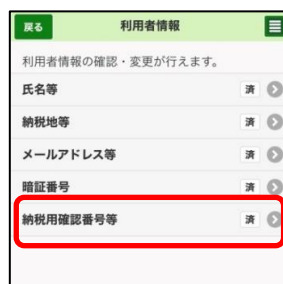 戻る 利用者情報
利用者情報の確認・変更が行えます。
氏名等 済
納税地等 済
メールアドレス等 済
暗証番号 済
納税用確認番号等 済